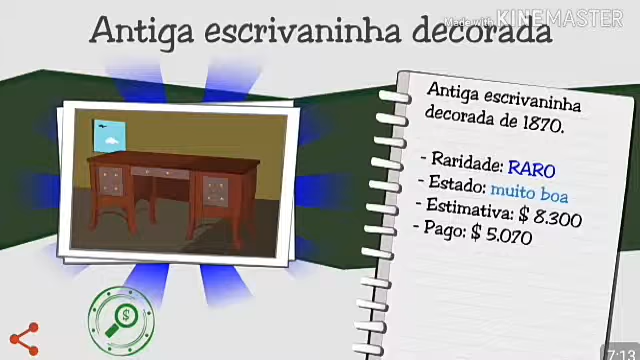 Made with KINEMASTER
Antiga escrivaninha decorada
Antiga escrivaninha
decorada de 1870.
- Raridade: RARO
- Estado: muito boa
- Estimativa: $ 8.300
- Pago: $ 5.070
$
7:13